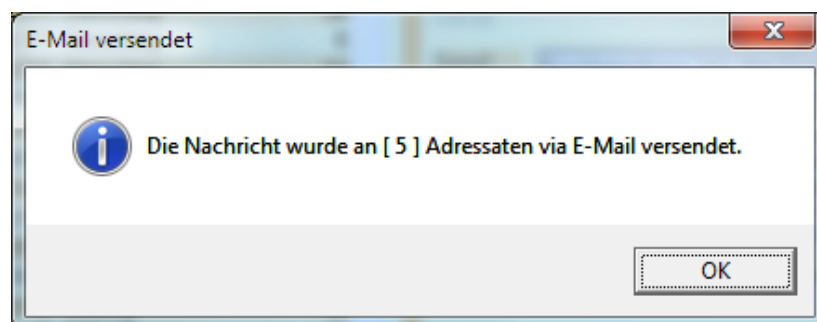 E-Mail versendet
Die Nachricht wurde an [ 5 ] Adressaten via E-Mail versendet.
OK